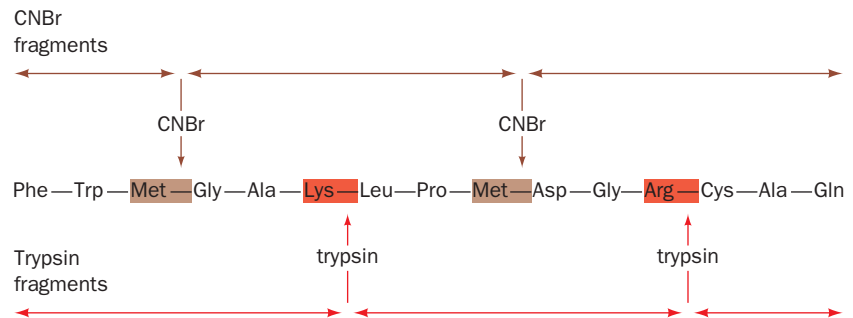 CNBr
fragments
CNBr CNBr
Phe—Trp—Met—Gly—Ala—Lys—Leu—Pro—Met—Asp—Gly—Arg—Cys—Ala—Gln
Trypsin
fragments
trypsin trypsin